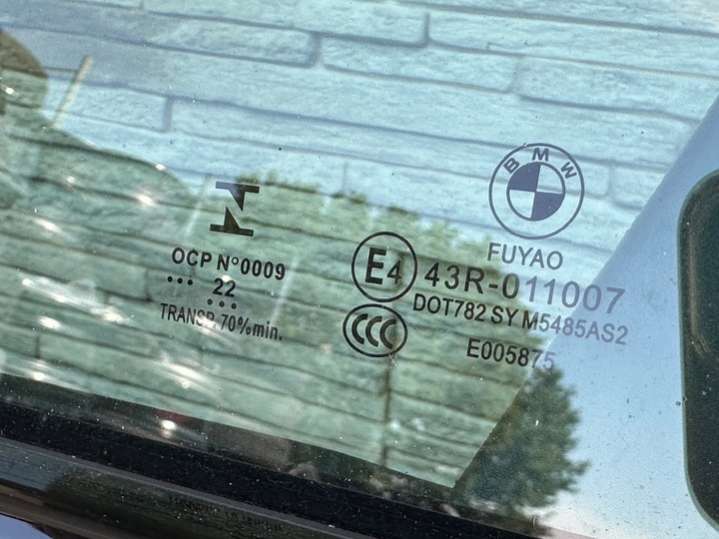 BMW
FUYAO
OCP N°0009
... 22
...
TRANSP. 70%min.
E4 43R-011007
DOT782 SY M5485AS2
CCC
E005875